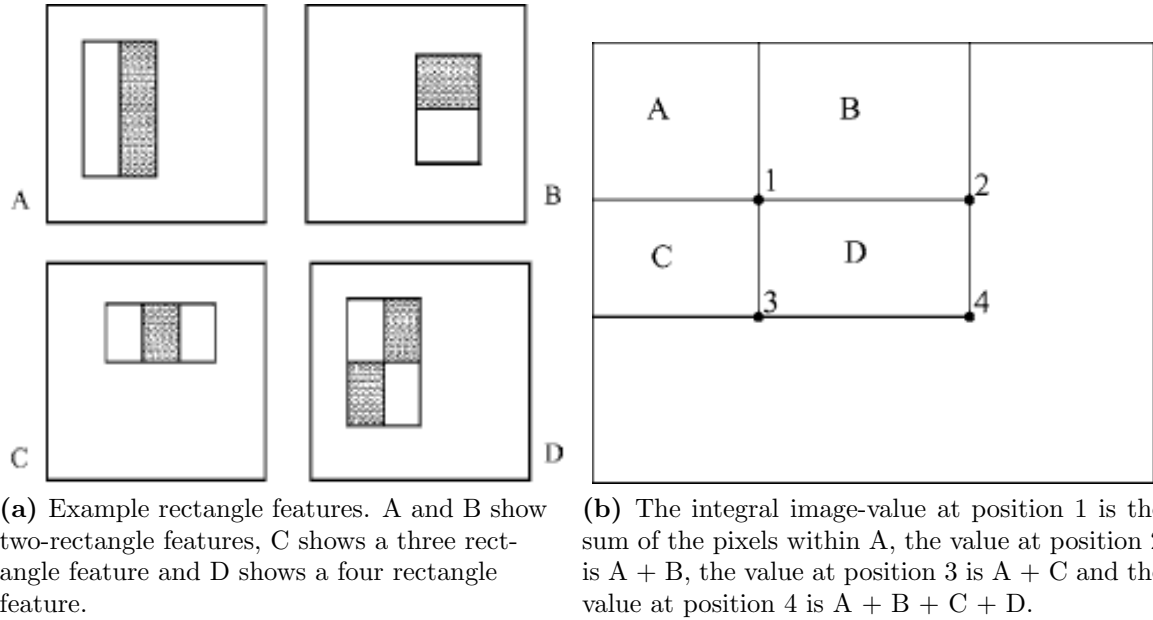 A
B
C
D
A
B
1
2
C
D
3
4
(a) Example rectangle features. A and B show
two-rectangle features, C shows a three rect-
angle feature and D shows a four rectangle
feature.
(b) The integral image-value at position 1 is the
sum of the pixels within A, the value at position 2
is A + B, the value at position 3 is A + C and the
value at position 4 is A + B + C + D.